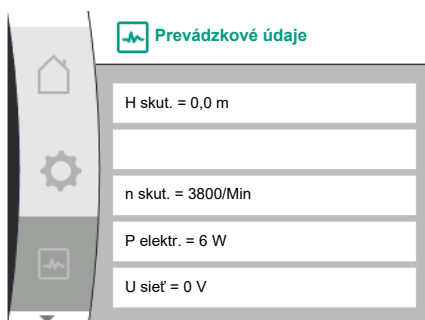 Prevádzkové údaje
H skut. = 0,0 m
n skut. = 3800/Min
P elektr. = 6 W
U sieť = 0 V